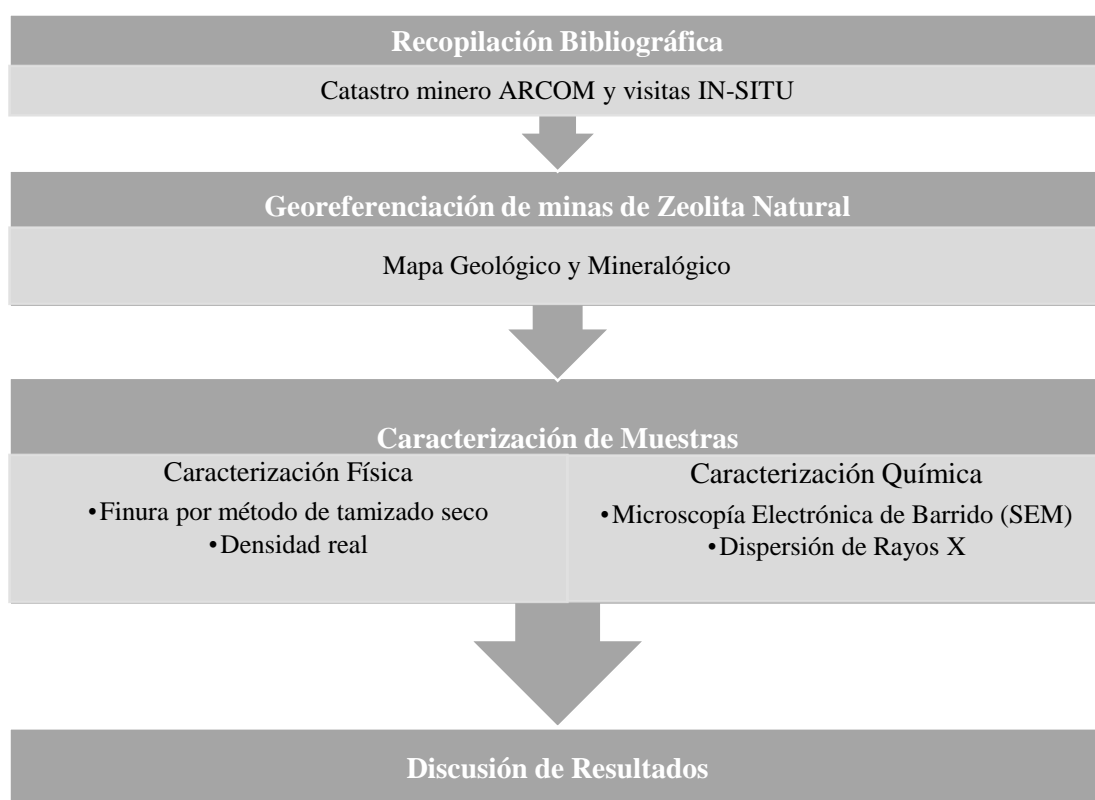 Recopilación Bibliográfica
Catastro minero ARCOM y visitas IN-SITU
Georeferenciación de minas de Zeolita Natural
Mapa Geológico y Mineralógico
Caracterización de Muestras
Caracterización Física
•Finura por método de tamizado seco
•Densidad real
Caracterización Química
•Microscopía Electrónica de Barrido (SEM)
•Dispersión de Rayos X
Discusión de Resultados